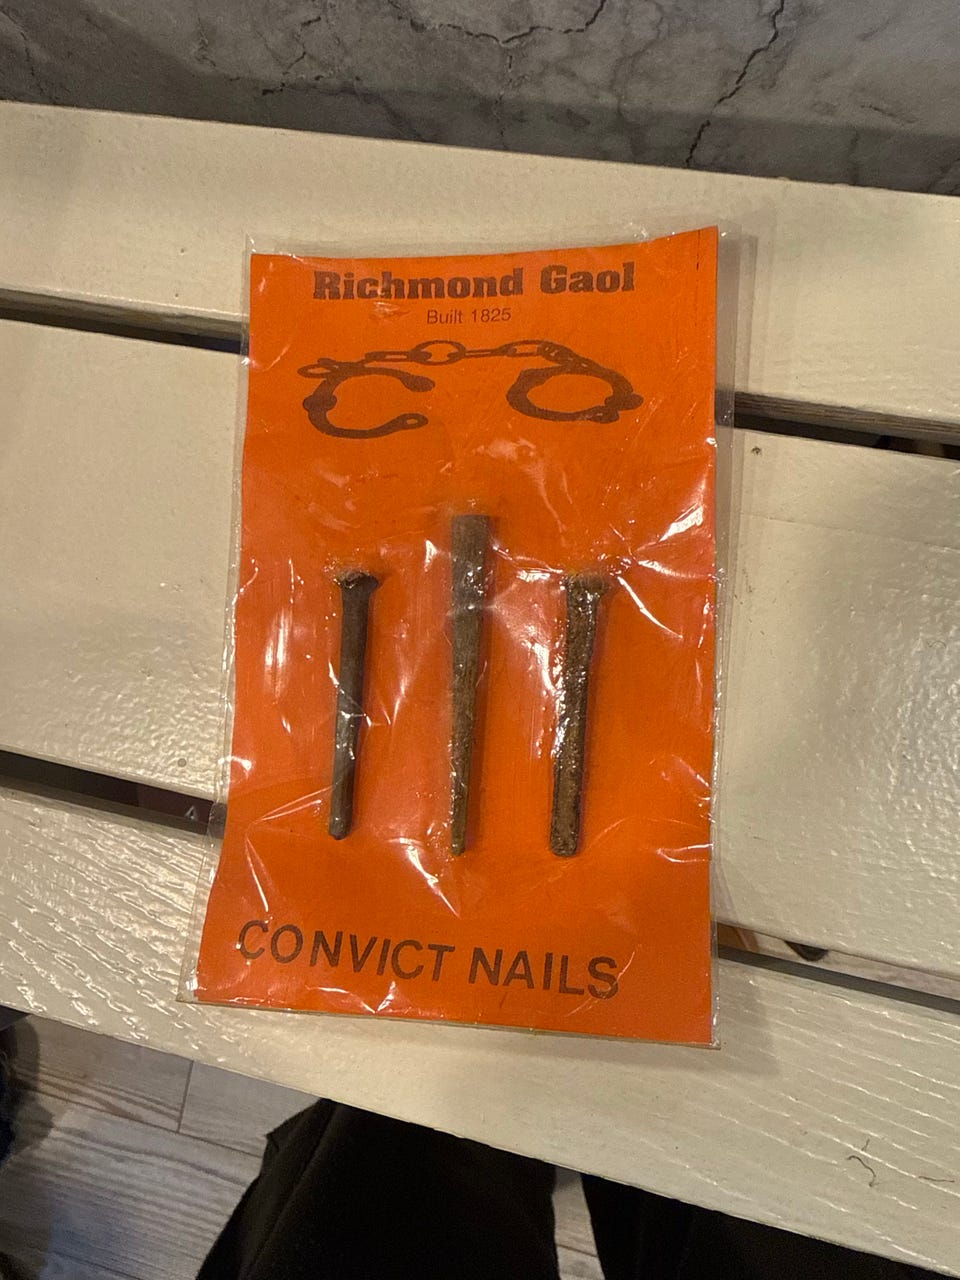 Richmond Gaol
Built 1825
CONVICT NAILS